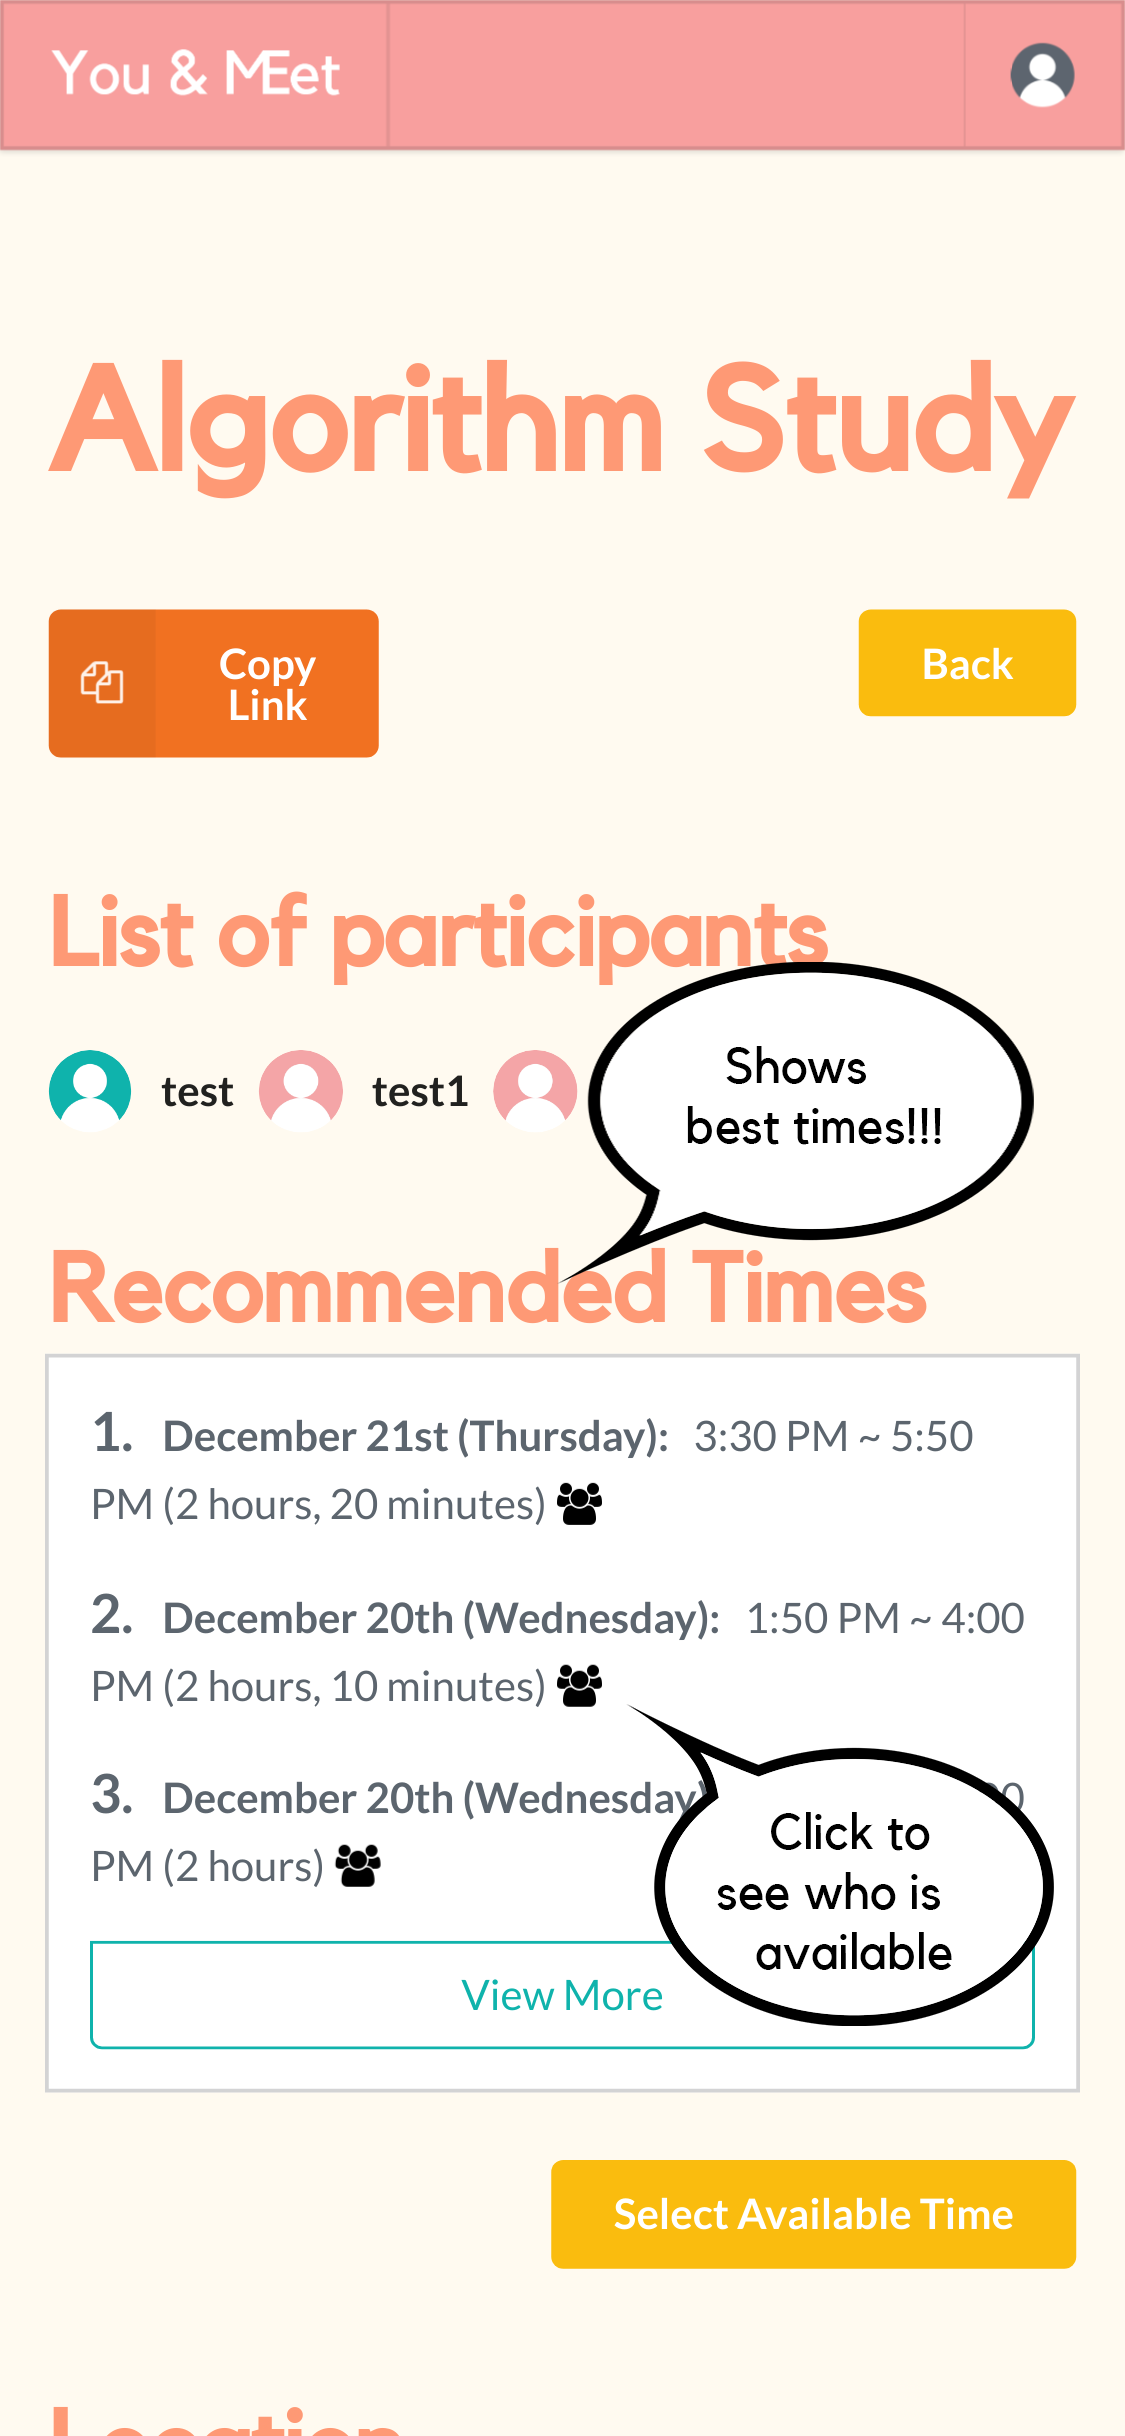 You & MEet
Algorithm Study
Copy
Link
Back
List of participants
test test1
Shows
best times!!!
Recommended Times
1. December 21st (Thursday): 3:30 PM ~ 5:50
PM (2 hours, 20 minutes)
2. December 20th (Wednesday): 1:50 PM ~ 4:00
PM (2 hours, 10 minutes)
3. December 20th (Wednesday)
PM (2 hours)
Click to
see who is
available
View More
Select Available Time
Location